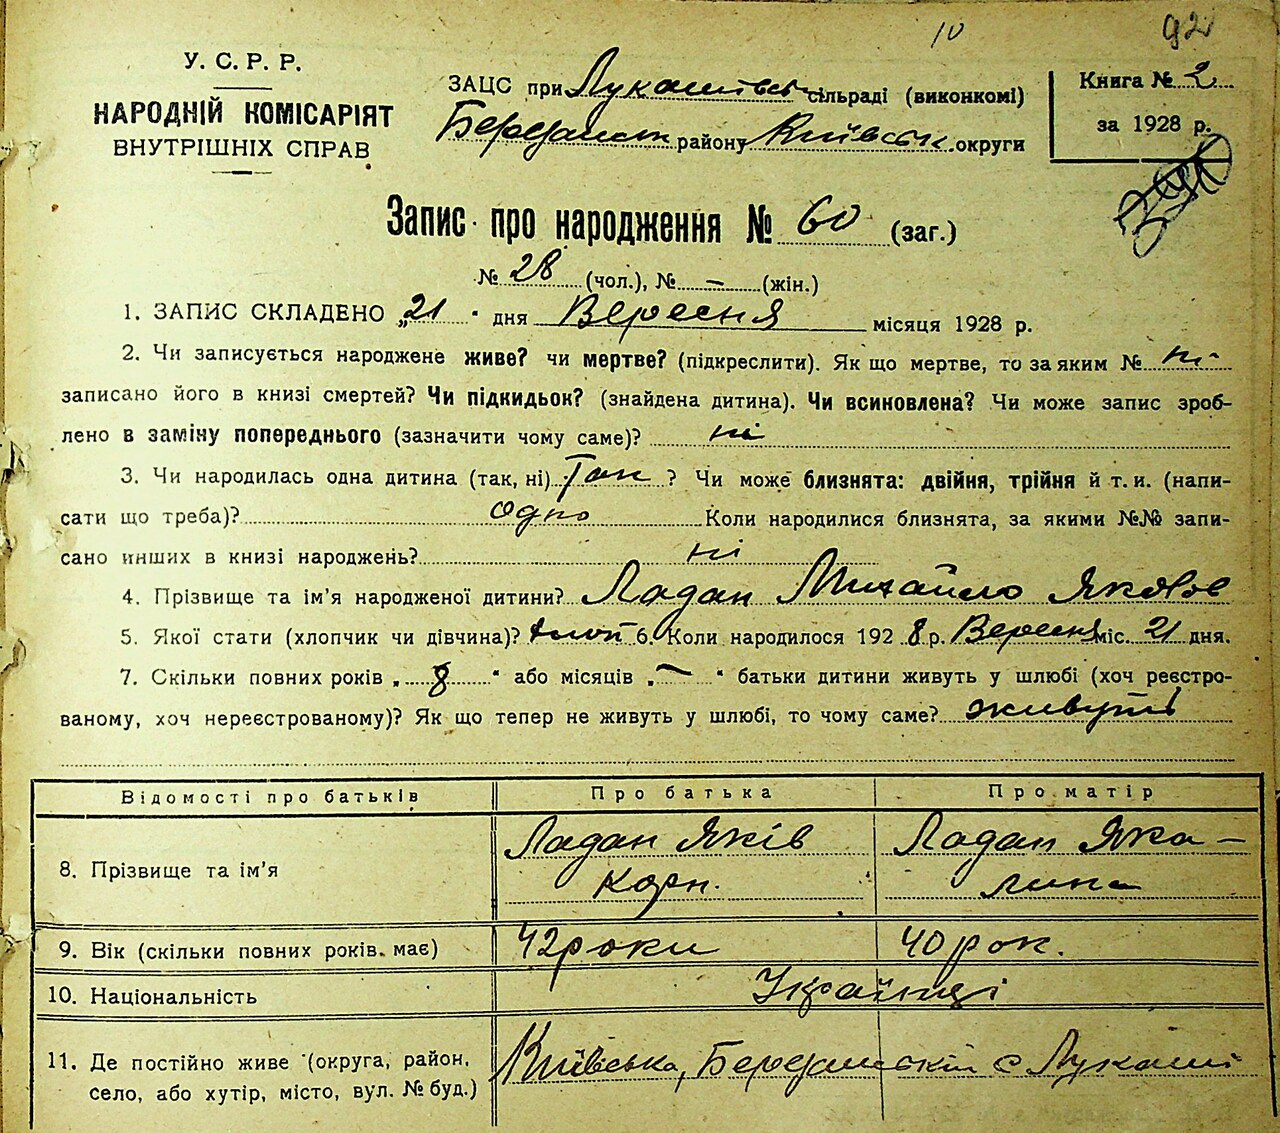 10 92
У. С. Р. Р.
НАРОДНІЙ КОМІСАРІЯТ
ВНУТРІШНІХ СПРАВ
ЗАЦС при Лукашівськ сільраді (виконкомі)
Березанськ району Київськ. округи
Книга № 2
за 1928 р.
Запис про народження № 60 (заг.)
№ 28 (чол.), № – (жін.)
1. ЗАПИС СКЛАДЕНО „21" дня Вересня місяця 1928 р.
2. Чи записується народжене живе? чи мертве? (підкреслити). Як що мертве, то за яким № ні
записано його в книзі смертей? Чи підкидьок? (знайдена дитина). Чи всиновлена? Чи може запис зроб-
лено в заміну попереднього (зазначити чому саме)? ні
3. Чи народилась одна дитина (так, ні) Так ? Чи може близнята: двійня, трійня й т. и. (напи-
сати що треба)? одно Коли народилися близнята, за якими №№ запи-
сано инших в книзі народжень? ні
4. Прізвище та ім'я народженої дитини? Ладан Михайло Яковов
5. Якої стати (хлопчик чи дівчина)? хлоп 6. Коли народилося 1928 р. Вересня міс. 21 дня.
7. Скільки повних років „8" або місяців „–" батьки дитини живуть у шлюбі (хоч реєстро-
ваному, хоч нереєстрованому)? Як що тепер не живуть у шлюбі, то чому саме? живуть
Відомості про батьків Про батька Про матір
8. Прізвище та ім'я Ладан Яків Ладан Яка-
Корн. лина
9. Вік (скільки повних років має) 42 роки 40 рок.
10. Національність Українці
11. Де постійно живе (округа, район, Київська, Березанській с Лукаші
село, або хутір, місто, вул. № буд.)